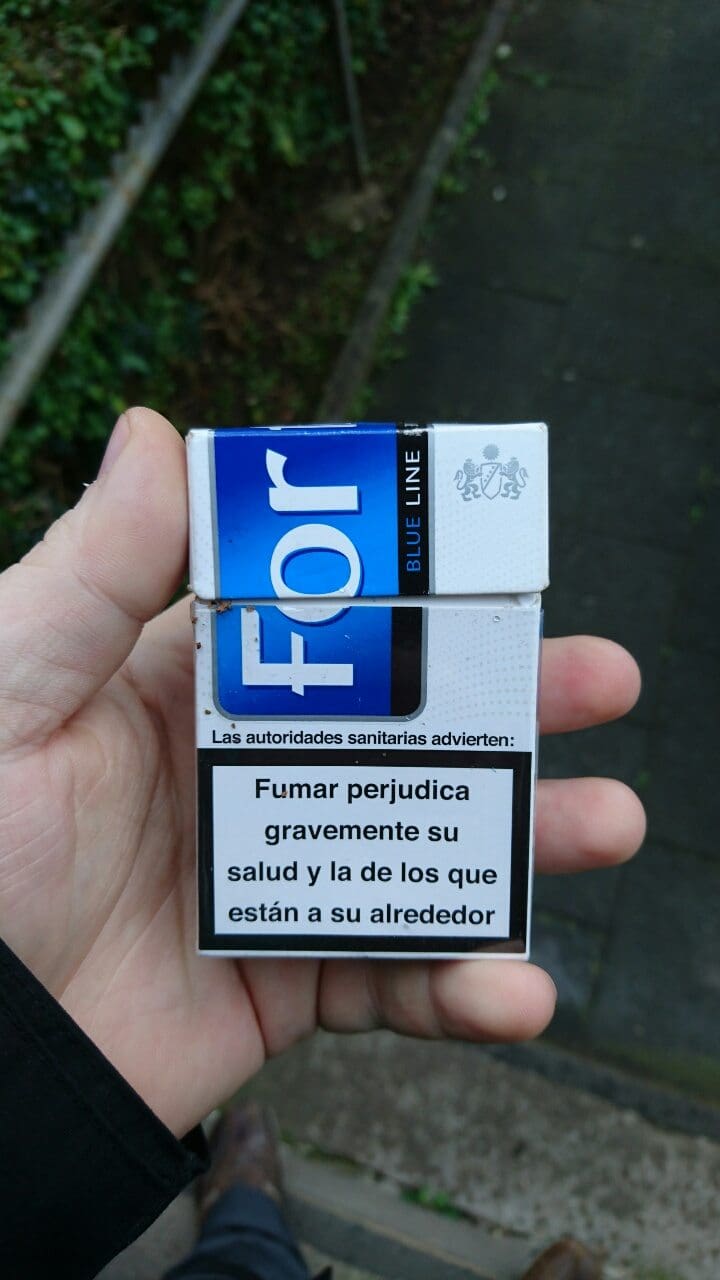 For
BLUE LINE
Las autoridades sanitarias advierten:
Fumar perjudica
gravemente su
salud y la de los que
están a su alrededor